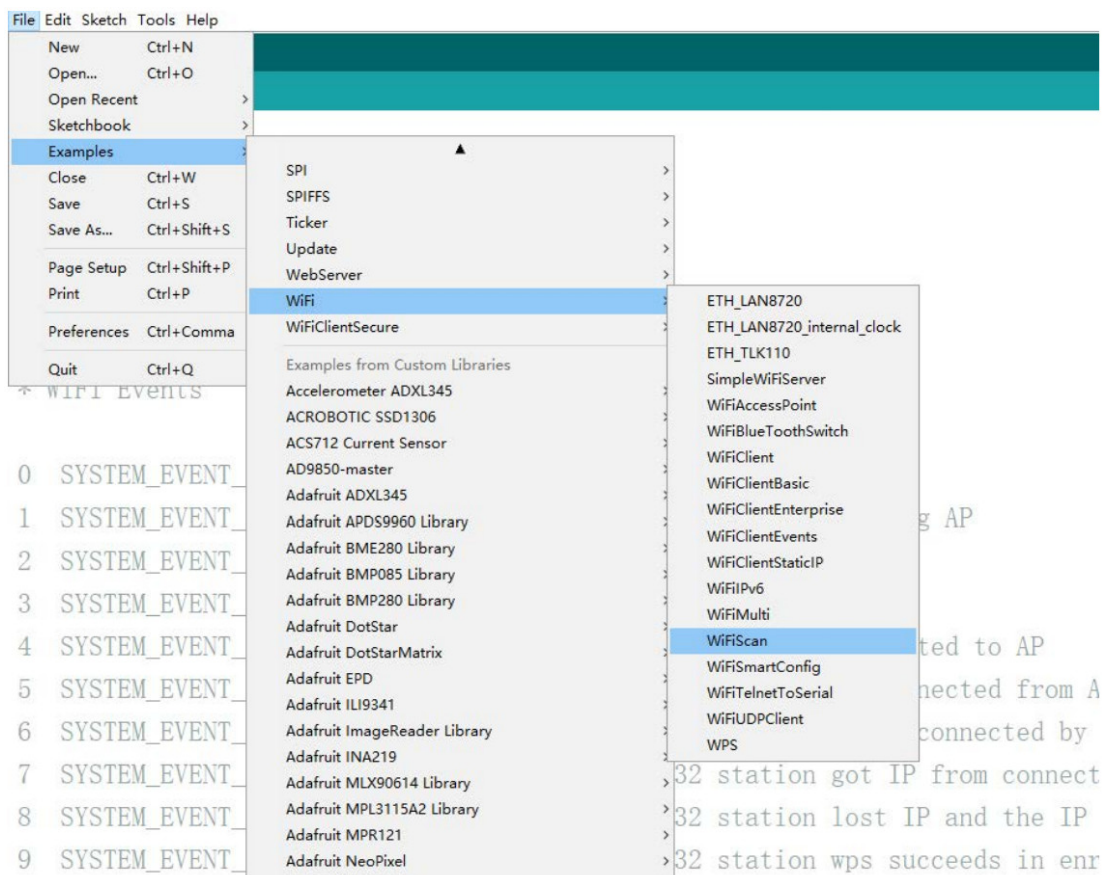 File Edit Sketch Tools Help
New Ctrl+N
Open... Ctrl+O
Open Recent
Sketchbook
Examples
Close Ctrl+W
Save Ctrl+S
Save As... Ctrl+Shift+S
Page Setup Ctrl+Shift+P
Print Ctrl+P
Preferences Ctrl+Comma
Quit Ctrl+Q
SPI
SPIFFS
Ticker
Update
WebServer
WiFi
WiFiClientSecure
Examples from Custom Libraries
Accelerometer ADXL345
ACROBOTIC SSD1306
ACS712 Current Sensor
AD9850-master
Adafruit ADXL345
Adafruit APDS9960 Library
Adafruit BME280 Library
Adafruit BMP085 Library
Adafruit BMP280 Library
Adafruit DotStar
Adafruit DotStarMatrix
Adafruit EPD
Adafruit ILI9341
Adafruit ImageReader Library
Adafruit INA219
Adafruit MLX90614 Library
Adafruit MPL3115A2 Library
Adafruit MPR121
Adafruit NeoPixel
ETH_LAN8720
ETH_LAN8720_internal_clock
ETH_TLK110
SimpleWiFiServer
WiFiAccessPoint
WiFiBlueToothSwitch
WiFiClient
WiFiClientBasic
WiFiClientEnterprise
WiFiClientEvents
WiFiClientStaticIP
WiFiIPv6
WiFiMulti
WiFiScan
WiFiSmartConfig
WiFiTelnetToSerial
WiFiUDPClient
WPS
* WiFi Events
0 SYSTEM_EVENT_
1 SYSTEM_EVENT_ g AP
2 SYSTEM_EVENT_
3 SYSTEM_EVENT_
4 SYSTEM_EVENT_ ted to AP
5 SYSTEM_EVENT_ nected from A
6 SYSTEM_EVENT_ connected by
7 SYSTEM_EVENT_ 32 station got IP from connect
8 SYSTEM_EVENT_ 32 station lost IP and the IP
9 SYSTEM_EVENT_ 32 station wps succeeds in enr